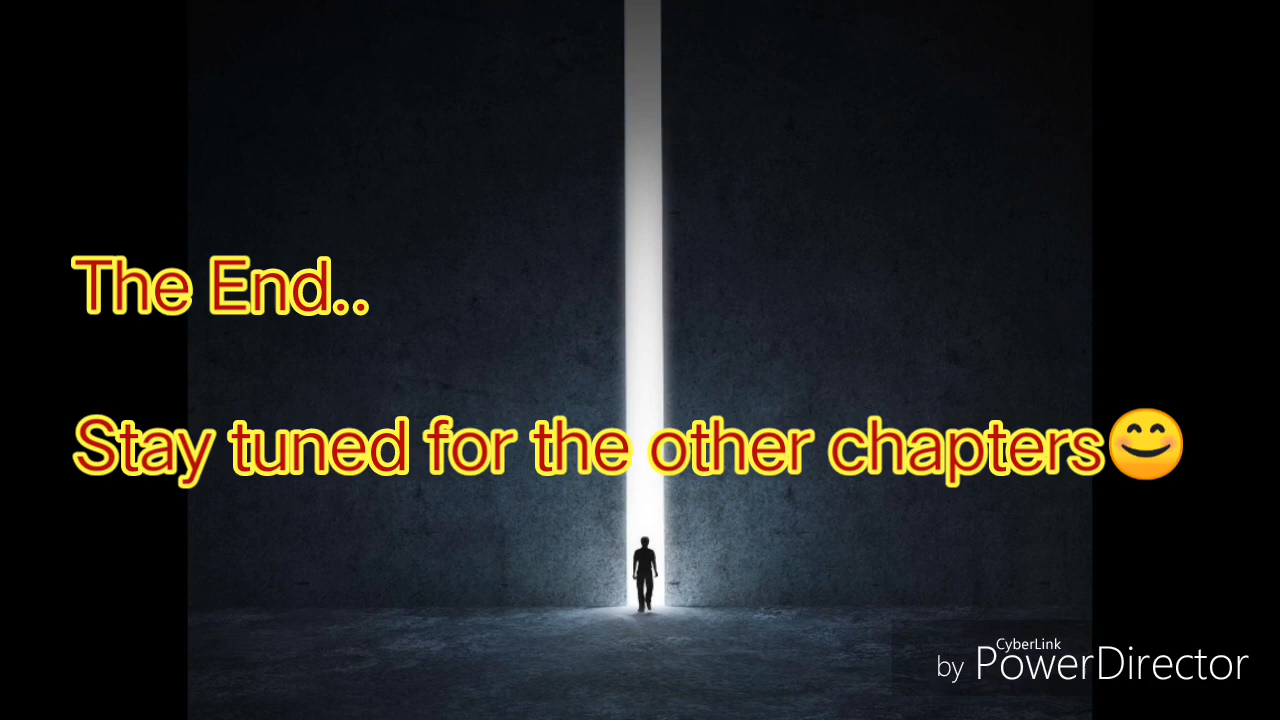 The End..
Stay tuned for the other chapters😊
CyberLink
by PowerDirector